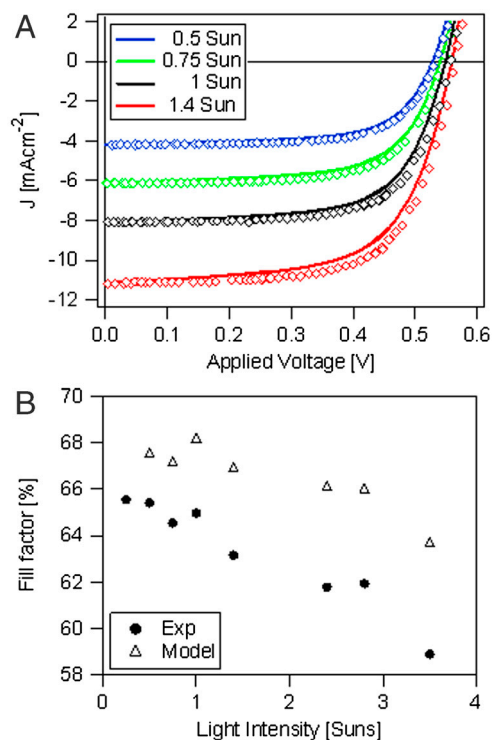 A
2
0
-2
-4
-6
-8
-10
-12
J [mAcm-2]
0.5 Sun
0.75 Sun
1 Sun
1.4 Sun
0.0 0.1 0.2 0.3 0.4 0.5 0.6
Applied Voltage [V]
B
70
68
66
64
62
60
58
Fill factor [%]
Exp
Model
0 1 2 3 4
Light Intensity [Suns]